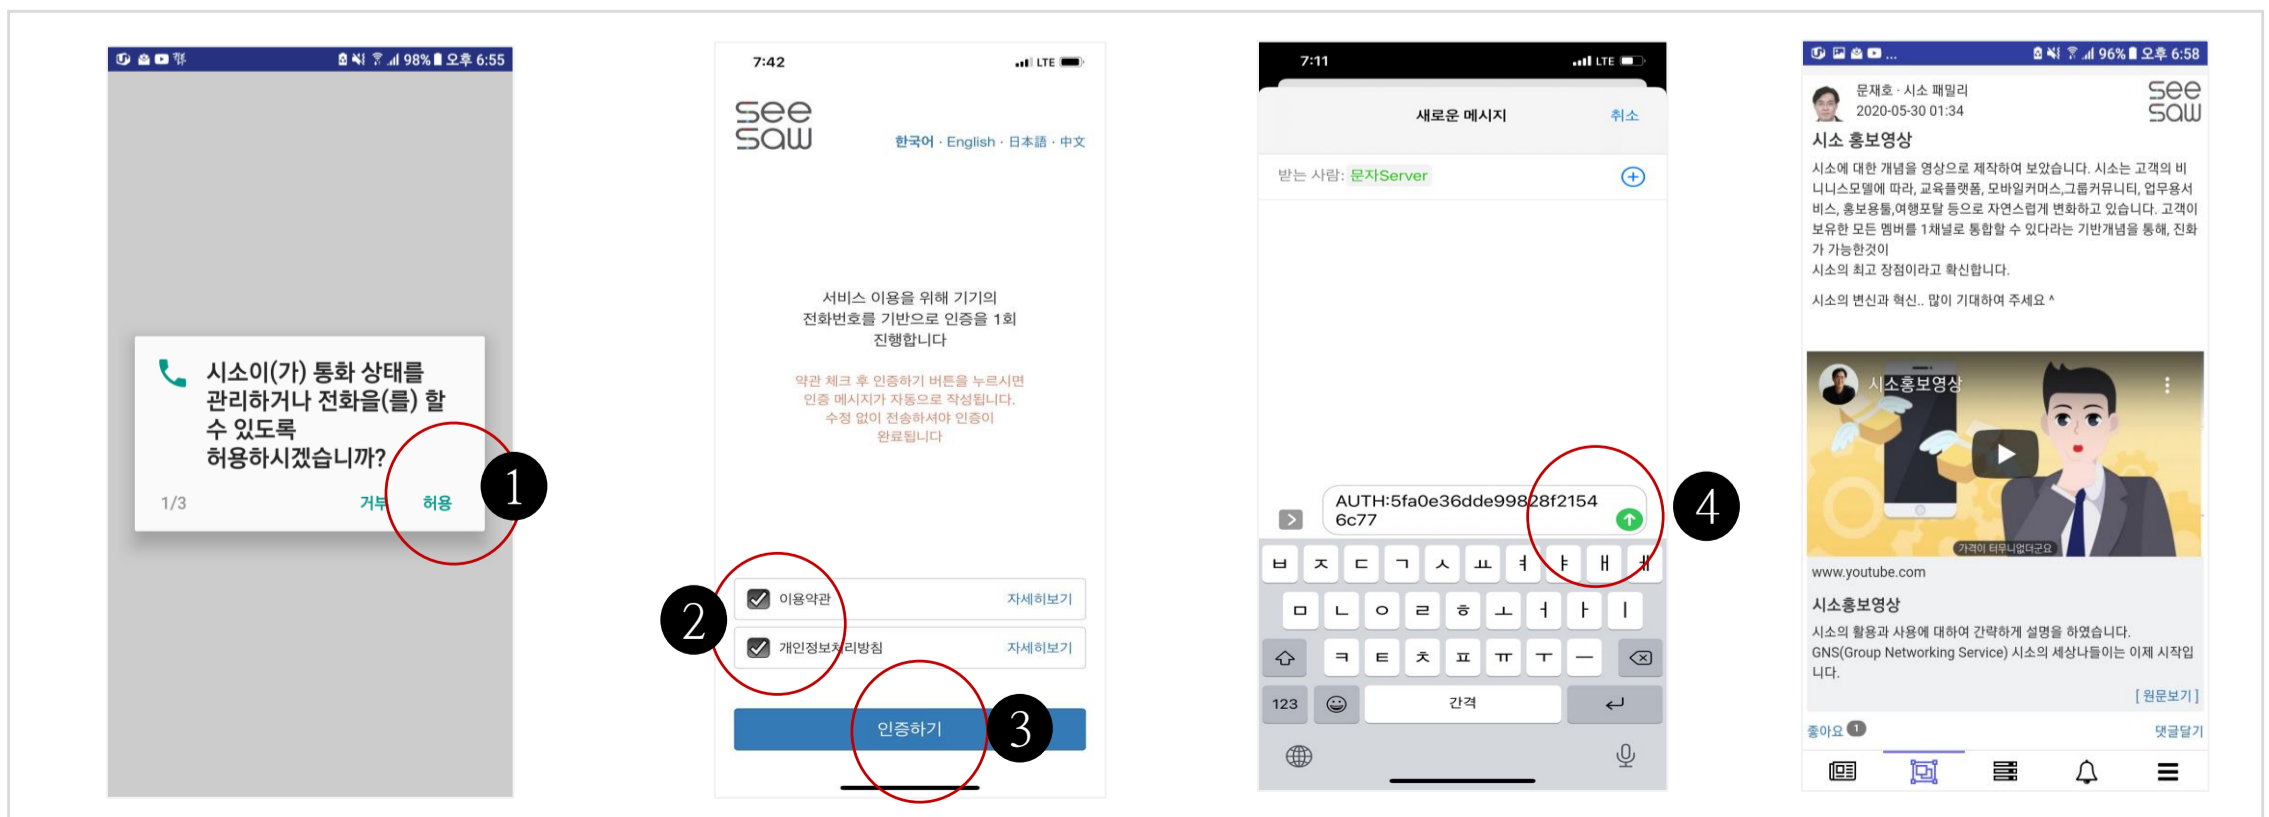 98% 오후 6:55
시소이(가) 통화 상태를
관리하거나 전화을(를) 할
수 있도록
허용하시겠습니까?
1/3
거부
허용
1
7:42
LTE
see
saw
한국어 · English · 日本語 · 中文
서비스 이용을 위해 기기의
전화번호를 기반으로 인증을 1회
진행합니다
약관 체크 후 인증하기 버튼을 누르시면
인증 메시지가 자동으로 작성됩니다.
수정 없이 전송하셔야 인증이
완료됩니다
2
이용약관
자세히보기
개인정보처리방침
자세히보기
인증하기
3
7:11
LTE
새로운 메시지
취소
받는 사람: 문자Server
AUTH:5fa0e36dde99828f2154
6c77
4
ㅂ ㅈ ㄷ ㄱ ㅅ ㅛ ㅕ ㅑ ㅐ ㅔ
ㅁ ㄴ ㅇ ㄹ ㅎ ㅗ ㅓ ㅏ ㅣ
ㅋ ㅌ ㅊ ㅍ ㅠ ㅜ ㅡ
123
간격
... 96% 오후 6:58
문재호 · 시소 패밀리
2020-05-30 01:34
see
saw
시소 홍보영상
시소에 대한 개념을 영상으로 제작하여 보았습니다. 시소는 고객의 비
니니스모델에 따라, 교육플랫폼, 모바일커머스,그룹커뮤니티, 업무용서
비스, 홍보용툴,여행포탈 등으로 자연스럽게 변화하고 있습니다. 고객이
보유한 모든 멤버를 1채널로 통합할 수 있다라는 기반개념을 통해, 진화
가 가능한것이
시소의 최고 장점이라고 확신합니다.
시소의 변신과 혁신.. 많이 기대하여 주세요 ^
시소홍보영상
가격이 터무니없더군요
www.youtube.com
시소홍보영상
시소의 활용과 사용에 대하여 간략하게 설명을 하였습니다.
GNS(Group Networking Service) 시소의 세상나들이는 이제 시작입
니다.
[ 원문보기 ]
좋아요 1
댓글달기